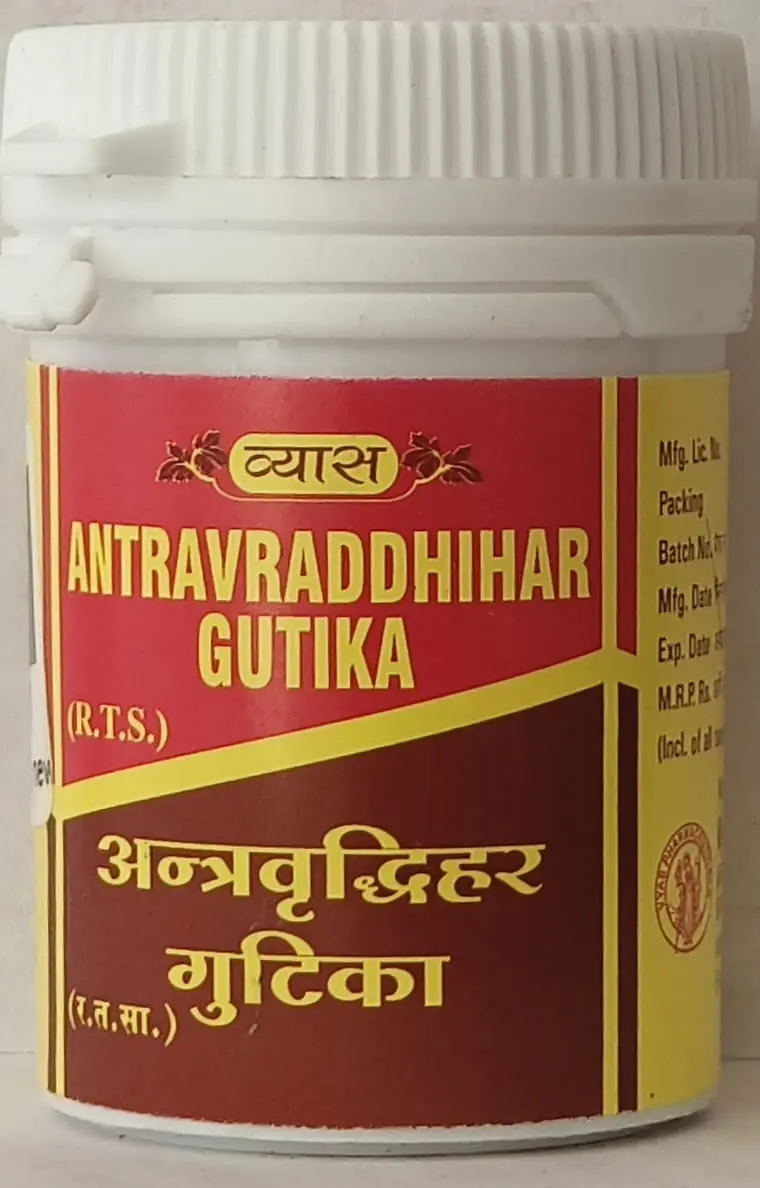 व्यास
ANTRAVRADDHIHAR
GUTIKA
(R.T.S.)
अन्त्रवृद्धिहर
गुटिका
(र.त.सा.)
Mfg. Lic. No.
Packing
Batch No.
Mfg. Date
Exp. Date
M.R.P. Rs.
(Incl. of all